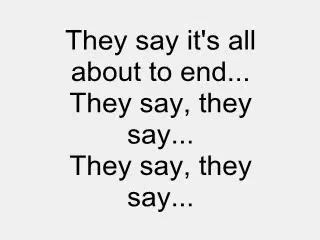 They say it's all
about to end...
They say, they
say...
They say, they
say...